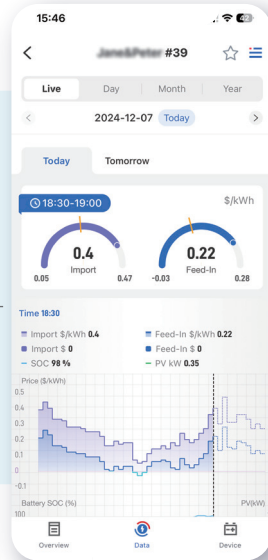 15:46
42
#39
Live Day Month Year
2024-12-07 Today
Today Tomorrow
18:30-19:00 $/kWh
0.4 0.22
Import Feed-In
0.05 0.47 -0.03 0.28
Time 18:30
Import $/kWh 0.4 Feed-In $/kWh 0.22
Import $ 0 Feed-In $ 0
SOC 98 % PV kW 0.35
Price ($/kWh)
0.5
0.4
0.3
0.2
0.1
0
-0.1
Battery SOC (%) PV(kW)
100
Overview Data Device